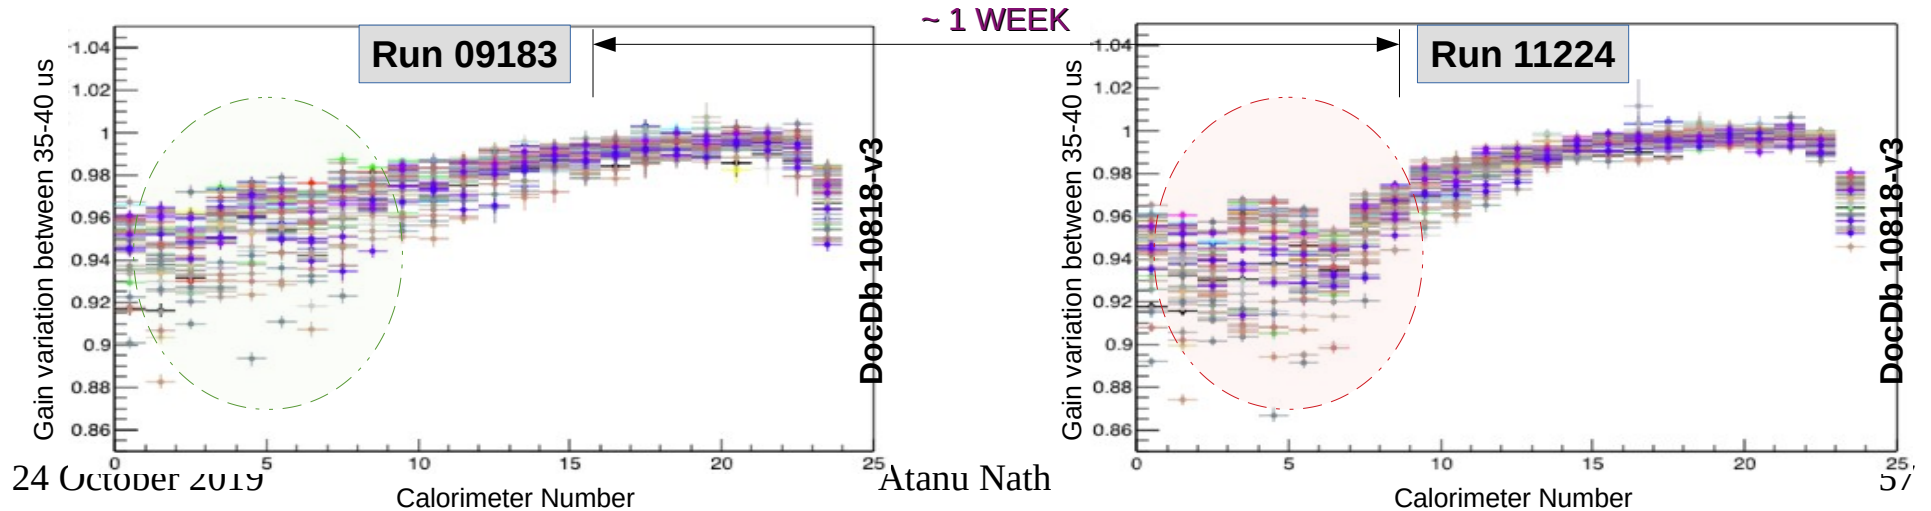 ~ 1 WEEK
Run 09183
Gain variation between 35-40 us
1.04
1.02
1
0.98
0.96
0.94
0.92
0.9
0.88
0.86
0 5 10 15 20 25
Calorimeter Number
DocDb 10818-v3
Run 11224
Gain variation between 35-40 us
1.04
1.02
1
0.98
0.96
0.94
0.92
0.9
0.88
0.86
0 5 10 15 20 25
Calorimeter Number
DocDb 10818-v3
24 October 2019
Atanu Nath
57